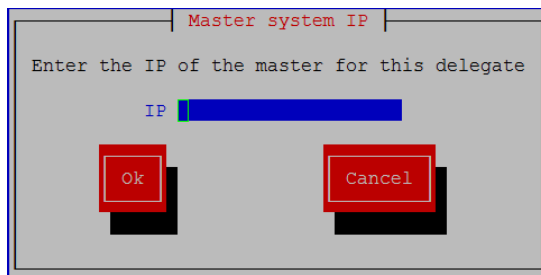 Master system IP
Enter the IP of the master for this delegate
IP
Ok Cancel